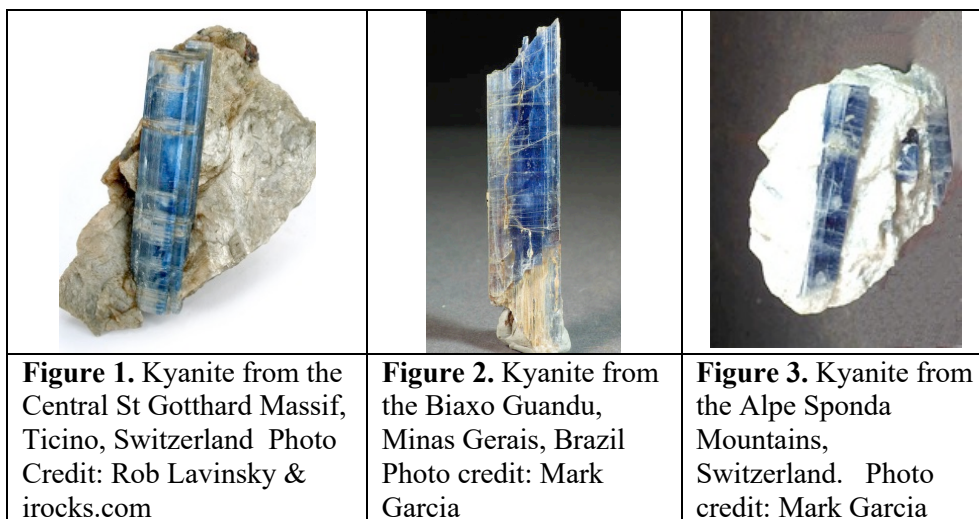 Figure 1. Kyanite from the
Central St Gotthard Massif,
Ticino, Switzerland  Photo
Credit: Rob Lavinsky &
irocks.com
Figure 2. Kyanite from
the Biaxo Guandu,
Minas Gerais, Brazil
Photo credit: Mark
Garcia
Figure 3. Kyanite from
the Alpe Sponda
Mountains,
Switzerland.   Photo
credit: Mark Garcia